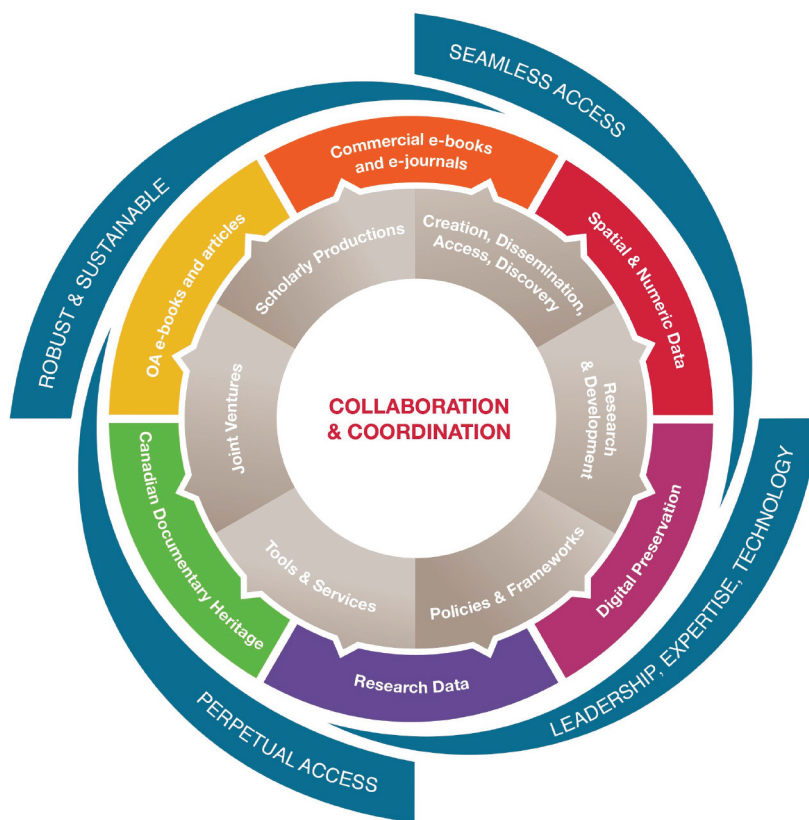 SEAMLESS ACCESS
ROBUST & SUSTAINABLE
LEADERSHIP, EXPERTISE, TECHNOLOGY
PERPETUAL ACCESS
Commercial e-books
and e-journals
Spatial & Numeric Data
Digital Preservation
Research Data
Canadian Documentary Heritage
OA e-books and articles
Scholarly Productions
Creation, Dissemination,
Access, Discovery
Research
& Development
Policies & Frameworks
Tools & Services
Joint Ventures
COLLABORATION
& COORDINATION